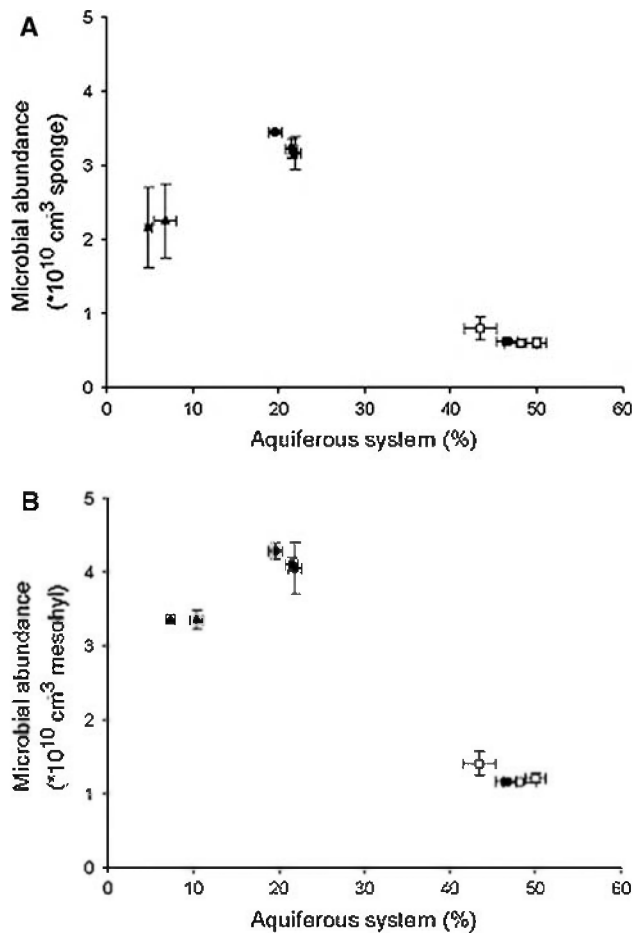 A
5
4
3
2
1
0
Microbial abundance
(*10^10 cm^3 sponge)
0 10 20 30 40 50 60
Aquiferous system (%)
B
5
4
3
2
1
0
Microbial abundance
(*10^10 cm^3 mesohyl)
0 10 20 30 40 50 60
Aquiferous system (%)